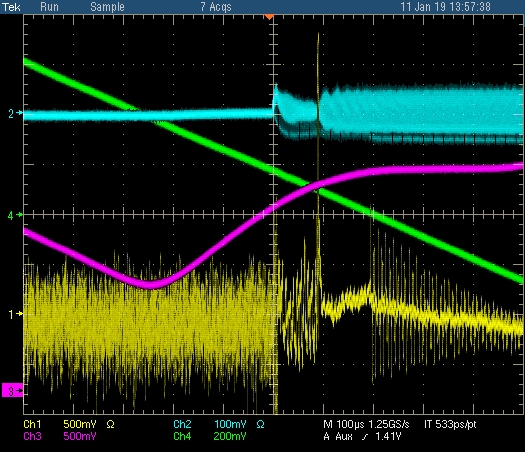 Tek Run Sample 7 Acqs 11 Jan 19 13:57:38
2
4
1
3
Ch1 500mV Ω Ch2 100mV Ω M 100µs 1.25GS/s IT 533ps/pt
Ch3 500mV Ch4 200mV A Aux ∕ 1.41V